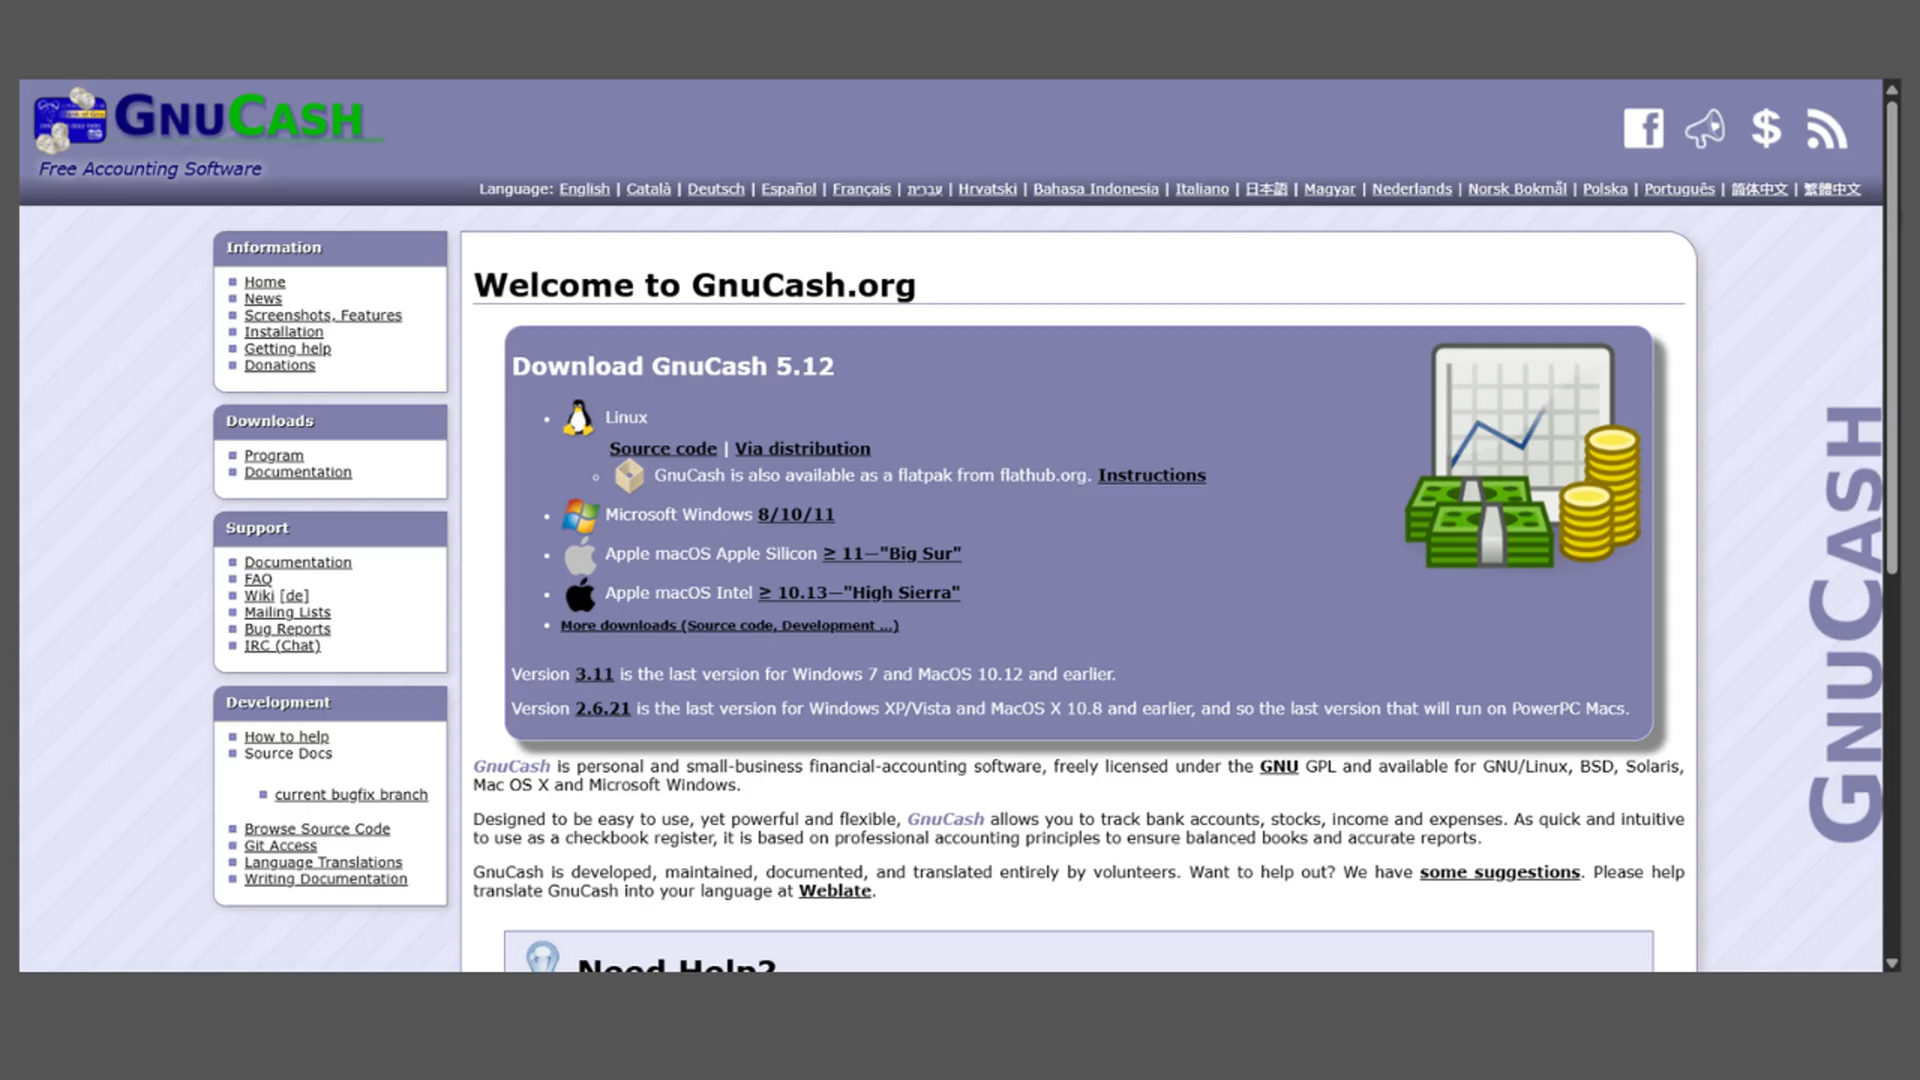 GNUCASH
Free Accounting Software
Language: English | Català | Deutsch | Español | Français | עברית | Hrvatski | Bahasa Indonesia | Italiano | 日本語 | Magyar | Nederlands | Norsk Bokmål | Polska | Português | 简体中文 | 繁體中文
Information
Home
News
Screenshots, Features
Installation
Getting help
Donations
Downloads
Program
Documentation
Support
Documentation
FAQ
Wiki [de]
Mailing Lists
Bug Reports
IRC (Chat)
Development
How to help
Source Docs
current bugfix branch
Browse Source Code
Git Access
Language Translations
Writing Documentation
Welcome to GnuCash.org
Download GnuCash 5.12
Linux
Source code | Via distribution
GnuCash is also available as a flatpak from flathub.org. Instructions
Microsoft Windows 8/10/11
Apple macOS Apple Silicon ≥ 11—"Big Sur"
Apple macOS Intel ≥ 10.13—"High Sierra"
More downloads (Source code, Development ...)
Version 3.11 is the last version for Windows 7 and MacOS 10.12 and earlier.
Version 2.6.21 is the last version for Windows XP/Vista and MacOS X 10.8 and earlier, and so the last version that will run on PowerPC Macs.
GnuCash is personal and small-business financial-accounting software, freely licensed under the GNU GPL and available for GNU/Linux, BSD, Solaris,
Mac OS X and Microsoft Windows.
Designed to be easy to use, yet powerful and flexible, GnuCash allows you to track bank accounts, stocks, income and expenses. As quick and intuitive
to use as a checkbook register, it is based on professional accounting principles to ensure balanced books and accurate reports.
GnuCash is developed, maintained, documented, and translated entirely by volunteers. Want to help out? We have some suggestions. Please help
translate GnuCash into your language at Weblate.
Need Help?
GNUCASH